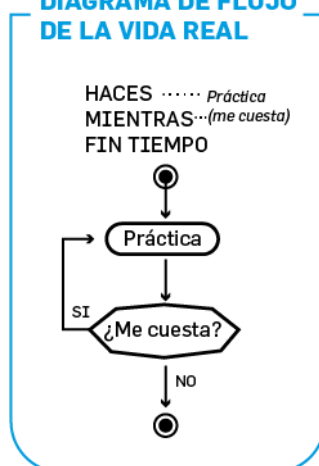 DIAGRAMA DE FLUJO
DE LA VIDA REAL
HACES ······· Práctica
MIENTRAS ··· (me cuesta)
FIN TIEMPO
Práctica
SI
¿Me cuesta?
NO